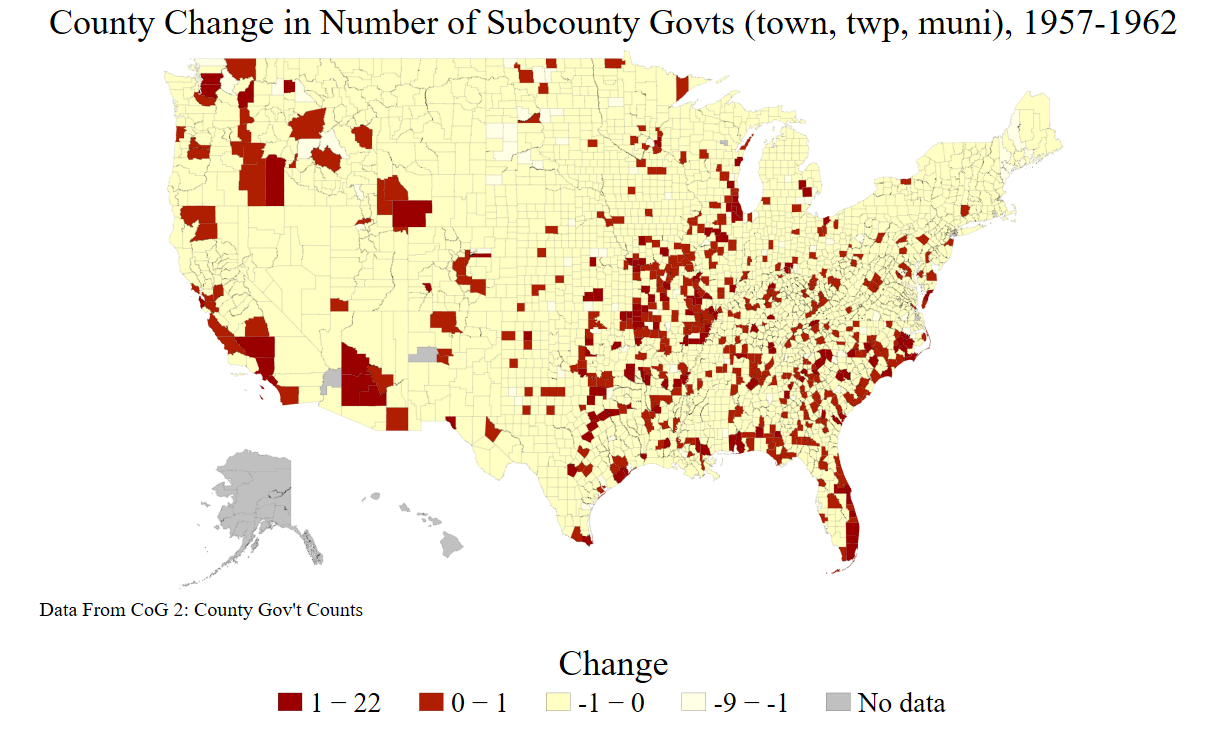 County Change in Number of Subcounty Govts (town, twp, muni), 1957-1962
Data From CoG 2: County Gov't Counts
Change
1 − 22 0 − 1 -1 − 0 -9 − -1 No data